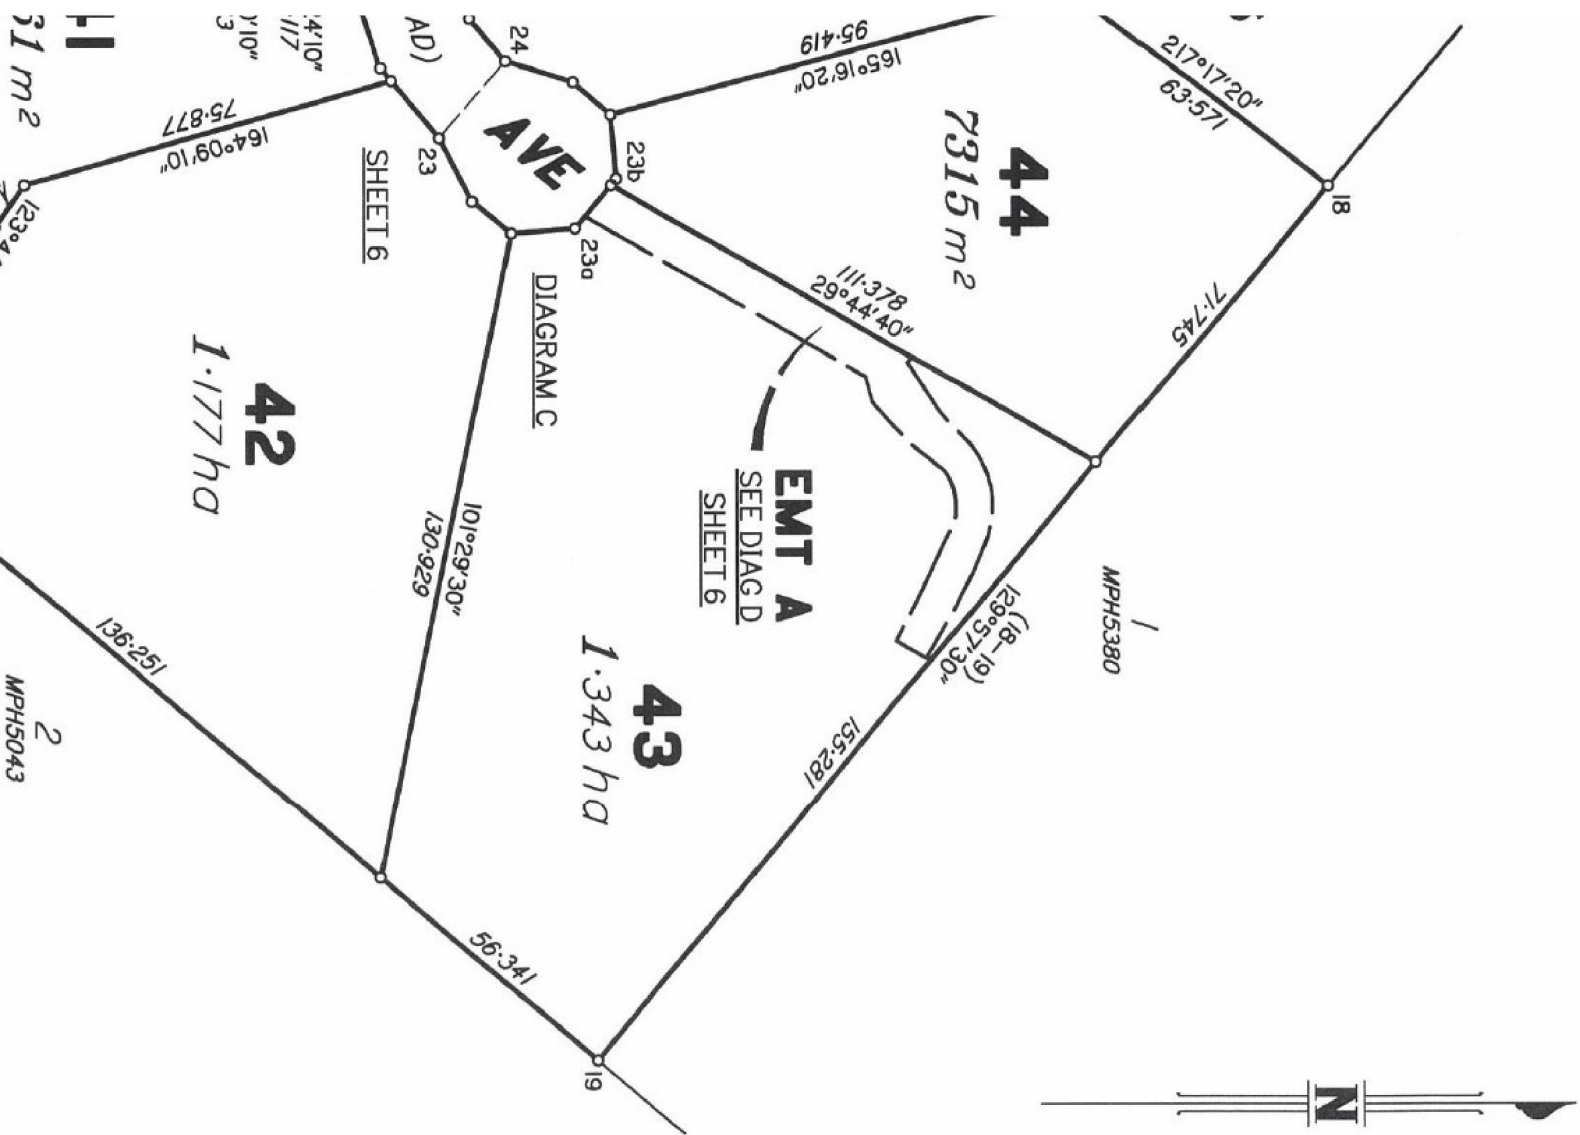 217°17'20"
63·571
18
95·419
165°16'20"
44
7315 m²
71·745
24
AD)
AVE
23b
23
23a
SHEET 6
DIAGRAM C
111·378
29°44'40"
75·877
164°09'10"
42
1·177 ha
EMT A
SEE DIAG D
SHEET 6
101°29'30"
130·929
1
MPH5380
(18-19)
129°57'30"
43
1·343 ha
155·281
136·251
2
MPH5043
56·341
19
N